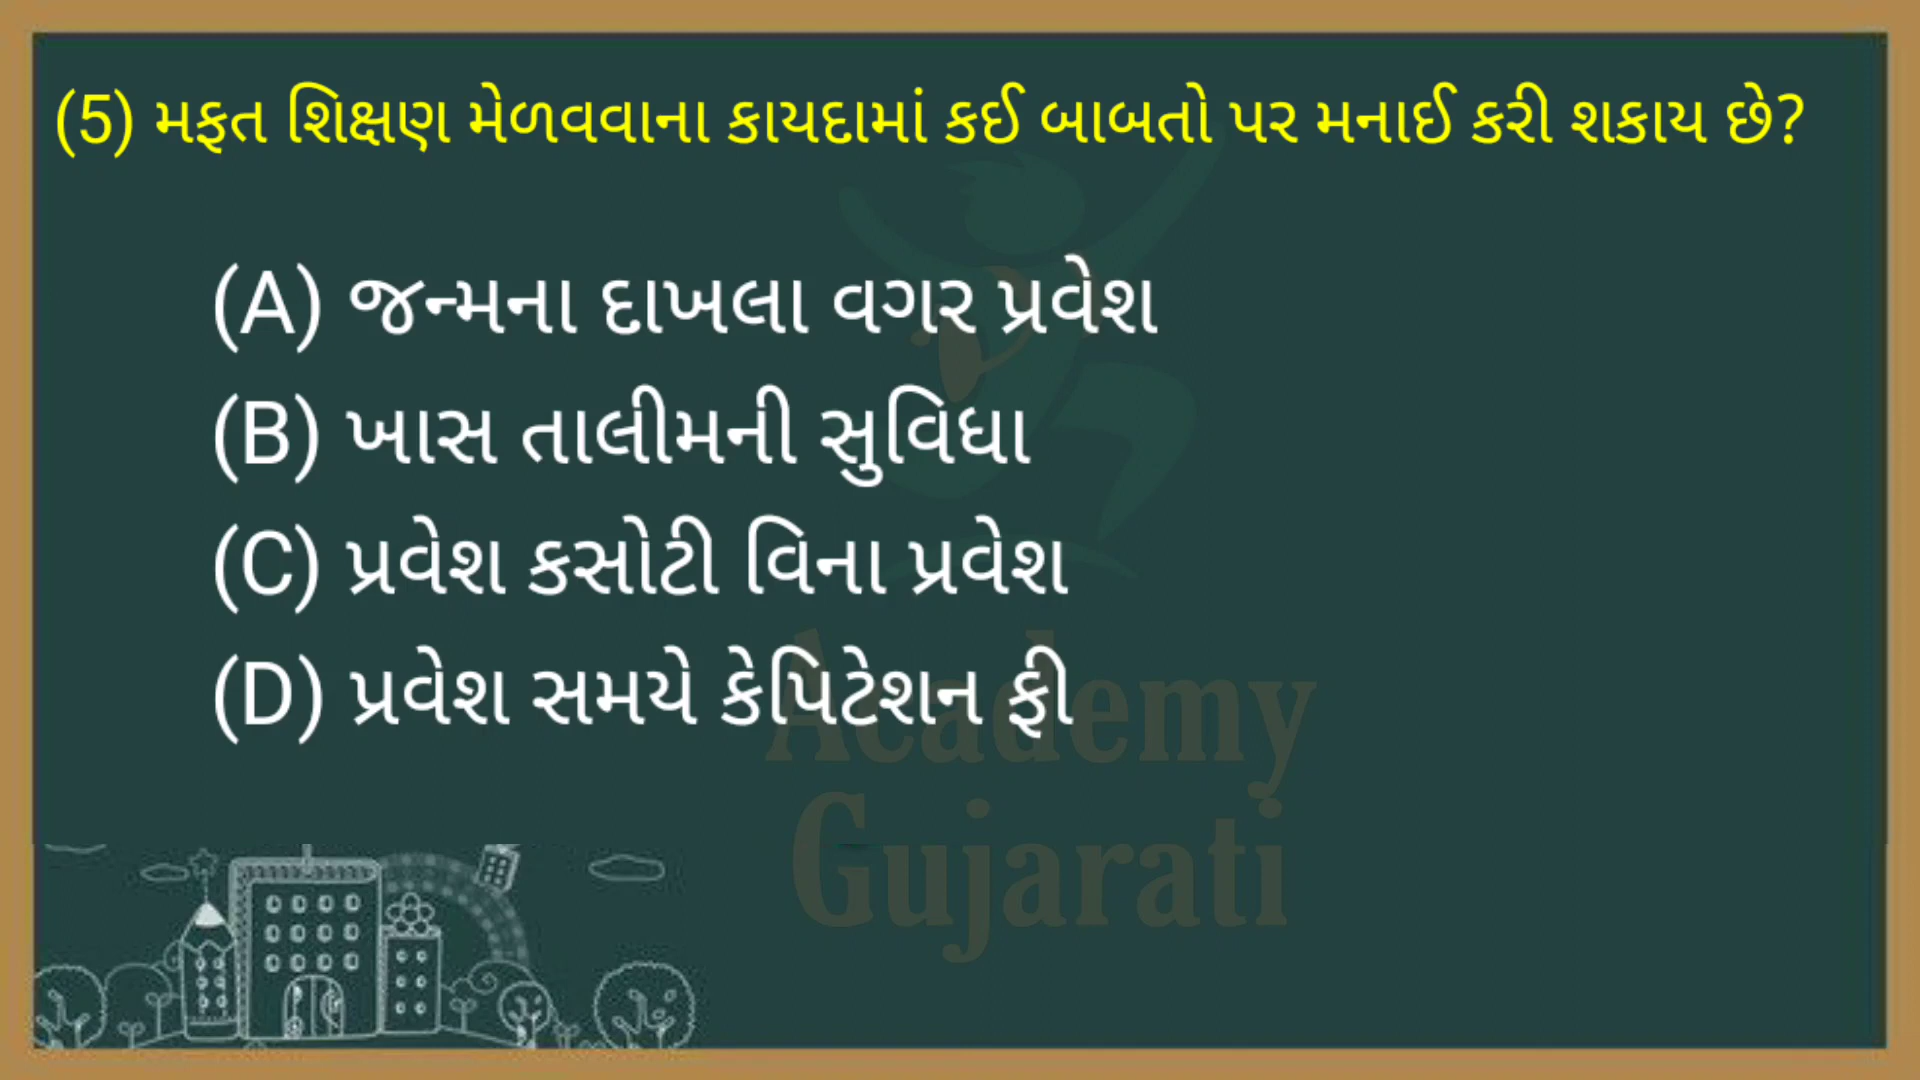 (5) મફત શિક્ષણ મેળવવાના કાયદામાં કઈ બાબતો પર મનાઈ કરી શકાય છે?
(A) જન્મના દાખલા વગર પ્રવેશ
(B) ખાસ તાલીમની સુવિધા
(C) પ્રવેશ કસોટી વિના પ્રવેશ
(D) પ્રવેશ સમયે કેપિટેશન ફી
Academy
Gujarati